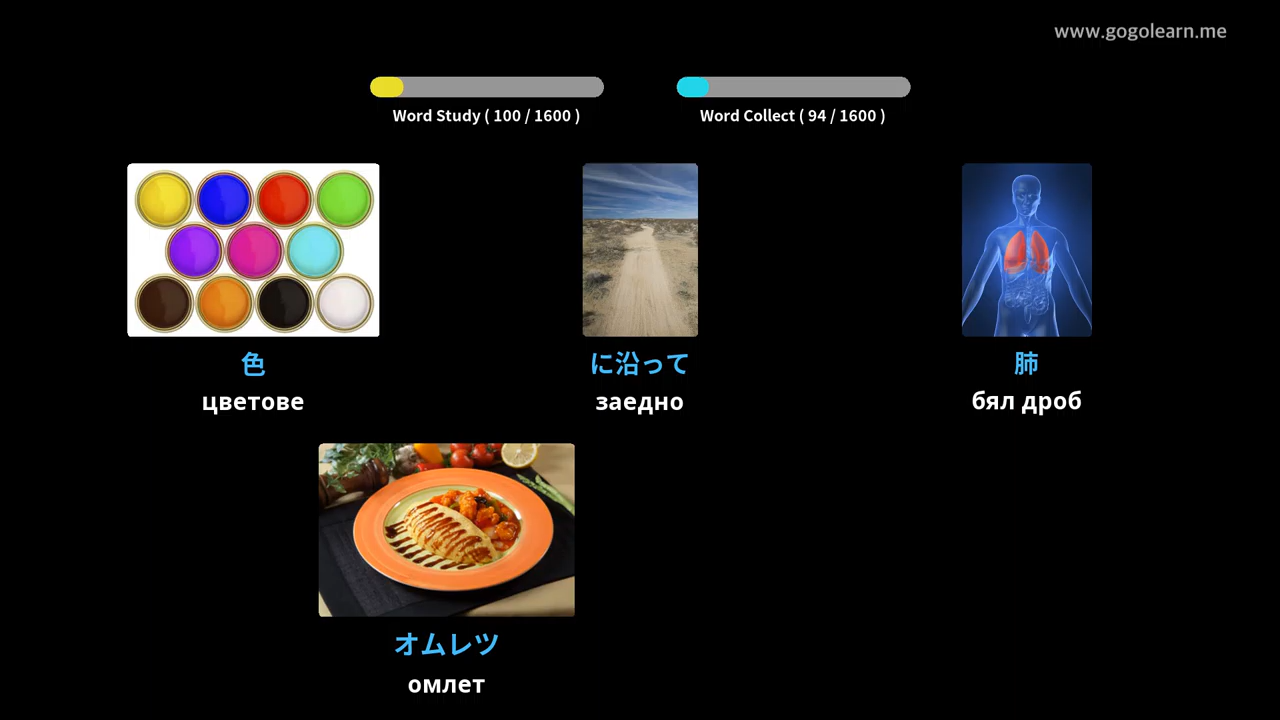 www.gogolearn.me
Word Study ( 100 / 1600 )
Word Collect ( 94 / 1600 )
色
цветове
に沿って
заедно
肺
бял дроб
オムレツ
омлет